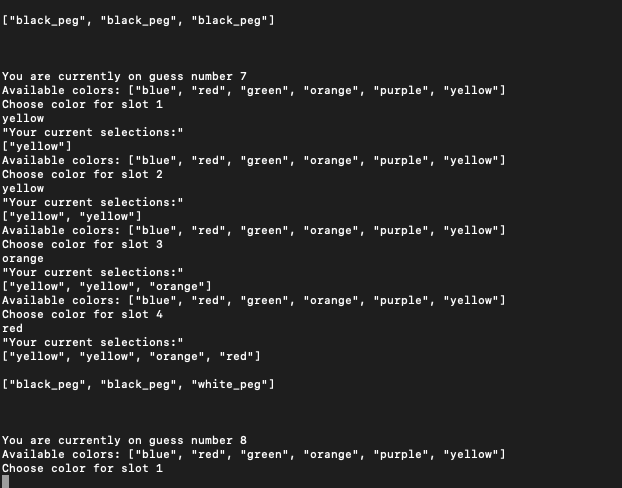 ["black_peg", "black_peg", "black_peg"]
You are currently on guess number 7
Available colors: ["blue", "red", "green", "orange", "purple", "yellow"]
Choose color for slot 1
yellow
"Your current selections:"
["yellow"]
Available colors: ["blue", "red", "green", "orange", "purple", "yellow"]
Choose color for slot 2
yellow
"Your current selections:"
["yellow", "yellow"]
Available colors: ["blue", "red", "green", "orange", "purple", "yellow"]
Choose color for slot 3
orange
"Your current selections:"
["yellow", "yellow", "orange"]
Available colors: ["blue", "red", "green", "orange", "purple", "yellow"]
Choose color for slot 4
red
"Your current selections:"
["yellow", "yellow", "orange", "red"]
["black_peg", "black_peg", "white_peg"]
You are currently on guess number 8
Available colors: ["blue", "red", "green", "orange", "purple", "yellow"]
Choose color for slot 1